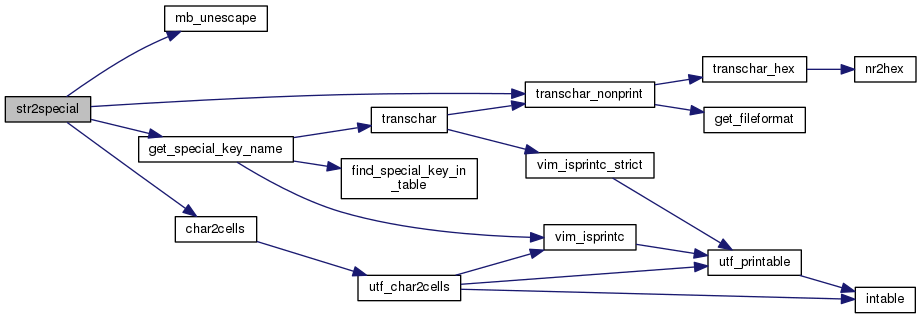 mb_unescape
transchar_hex
nr2hex
str2special
transchar_nonprint
transchar
get_fileformat
get_special_key_name
vim_isprintc_strict
find_special_key_in
_table
char2cells
vim_isprintc
utf_printable
utf_char2cells
intable